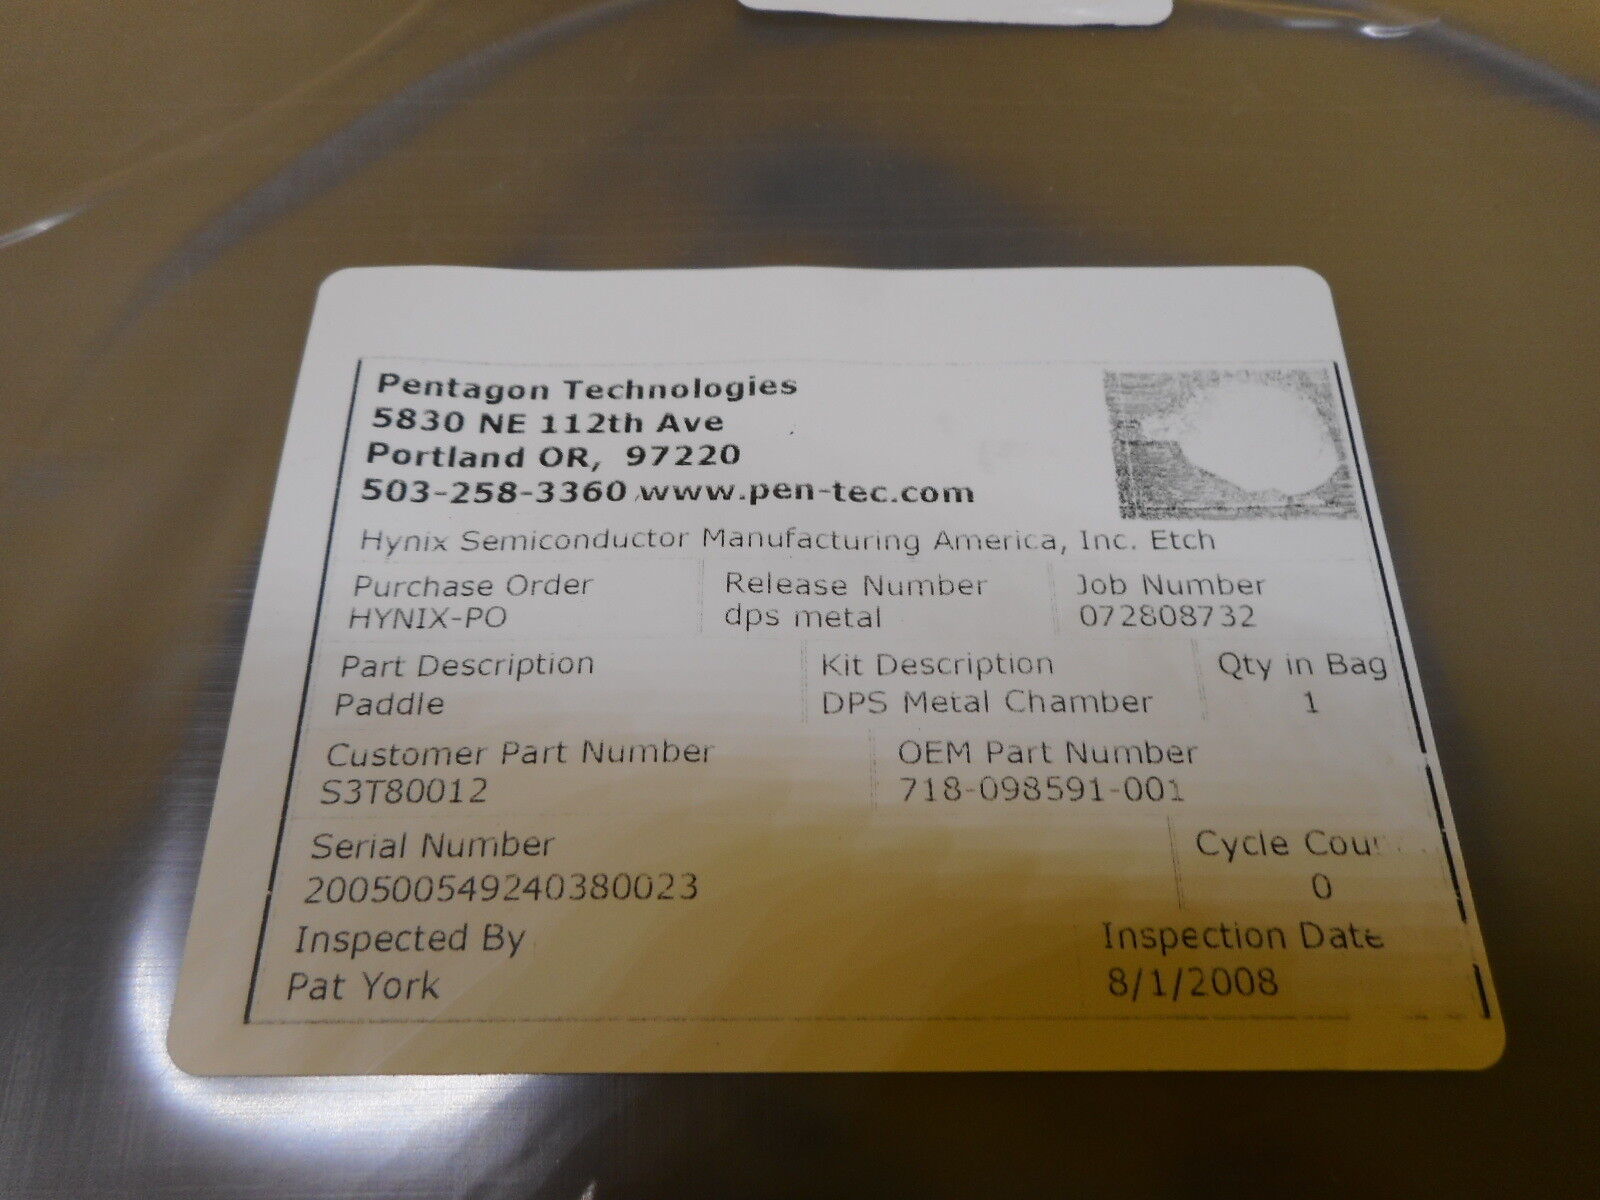 Pentagon Technologies
5830 NE 112th Ave
Portland OR, 97220
503-258-3360 www.pen-tec.com
Hynix Semiconductor Manufacturing America, Inc. Etch
Purchase Order Release Number Job Number
HYNIX-PO dps metal 072808732
Part Description Kit Description Qty in Bag
Paddle DPS Metal Chamber 1
Customer Part Number OEM Part Number
S3T80012 718-098591-001
Serial Number Cycle
200500549240380023 0
Inspected By Inspection Date
Pat York 8/1/2008